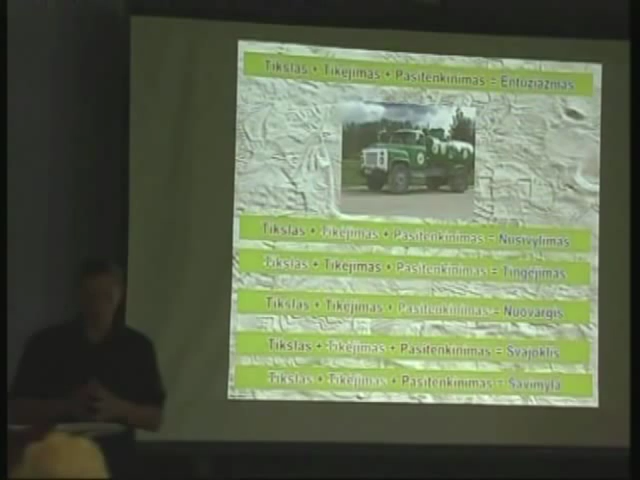 Tikslas + Tikėjimas + Pasitenkinimas = Entuziazmas
Tikslas + Tikėjimas + Pasitenkinimas = Nusivylimas
Tikslas + Tikėjimas + Pasitenkinimas = Tingėjimas
Tikslas + Tikėjimas + Pasitenkinimas = Nuovargis
Tikslas + Tikėjimas + Pasitenkinimas = Svajoklis
Tikslas + Tikėjimas + Pasitenkinimas = Savimyla